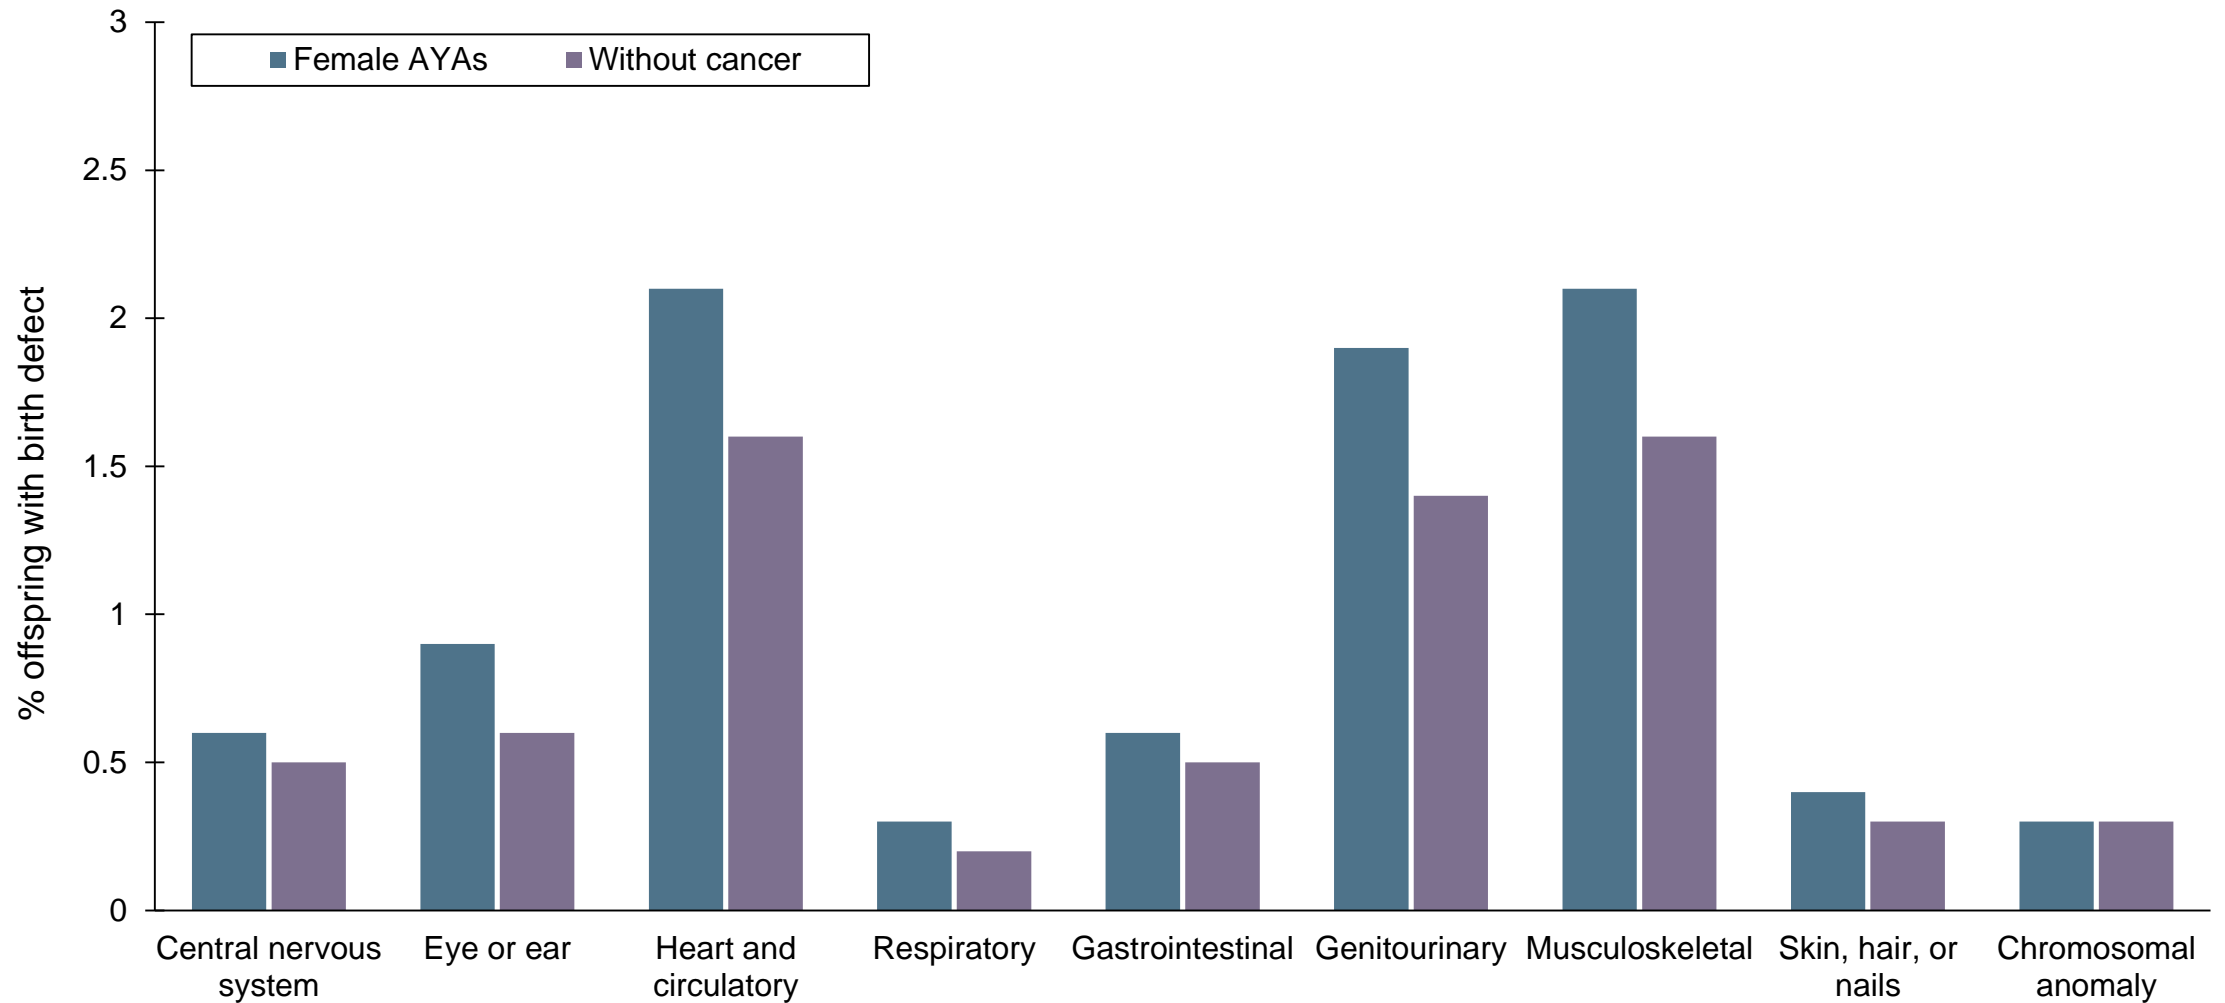 3
Female AYAs
Without cancer
2.5
2
1.5
1
0.5
0
% offspring with birth defect
Central nervous
system
Eye or ear
Heart and
circulatory
Respiratory
Gastrointestinal
Genitourinary
Musculoskeletal
Skin, hair, or
nails
Chromosomal
anomaly